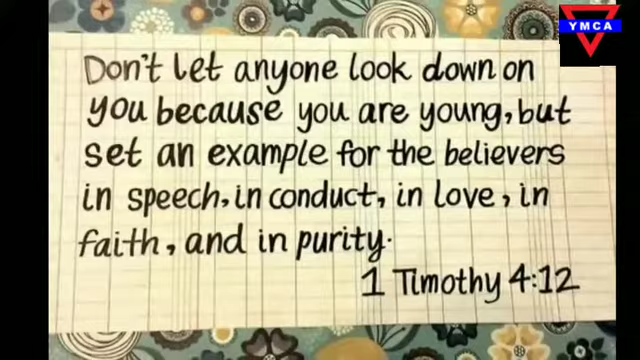 YMCA
Don't let anyone look down on
you because you are young, but
set an example for the believers
in speech, in conduct, in love, in
faith, and in purity.
1 Timothy 4:12